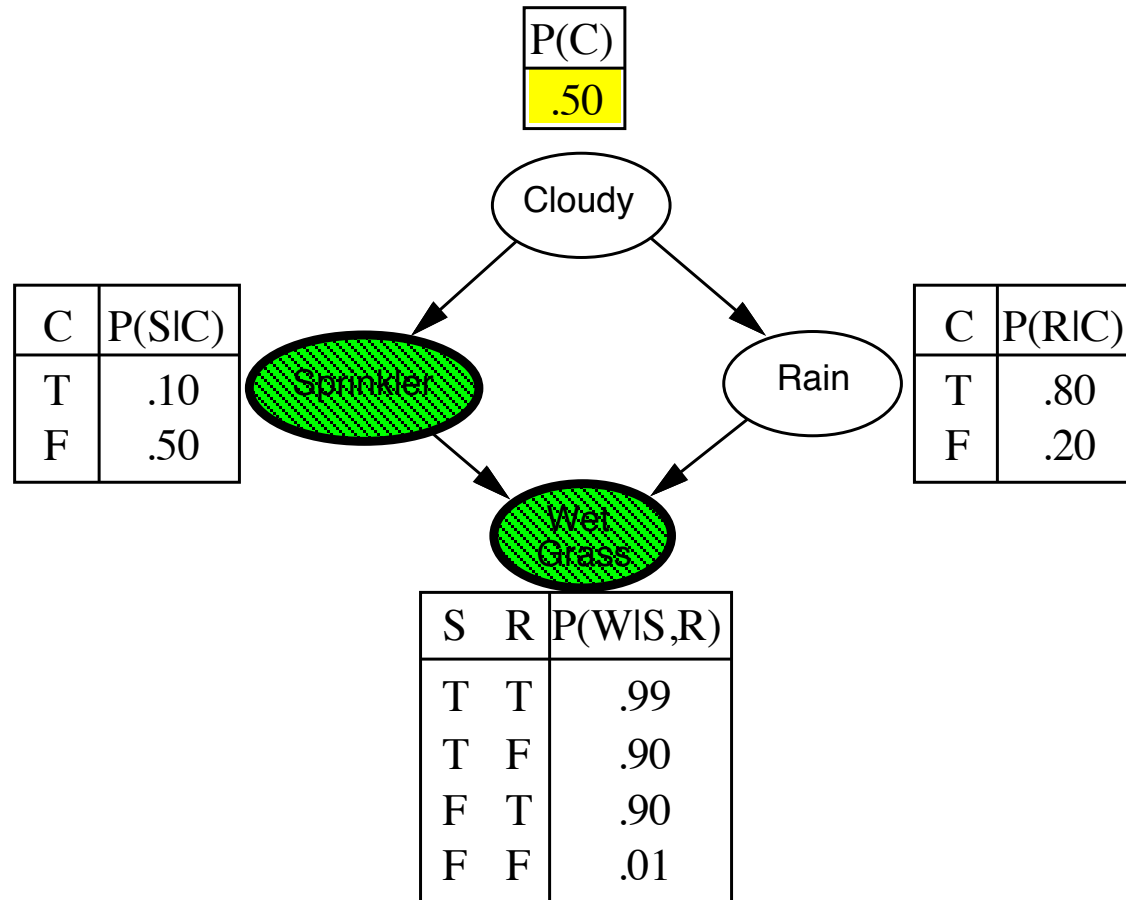 P(C)
.50
Cloudy
C P(S|C)
T .10
F .50
Sprinkler
Rain
C P(R|C)
T .80
F .20
Wet
Grass
S R P(W|S,R)
T T .99
T F .90
F T .90
F F .01